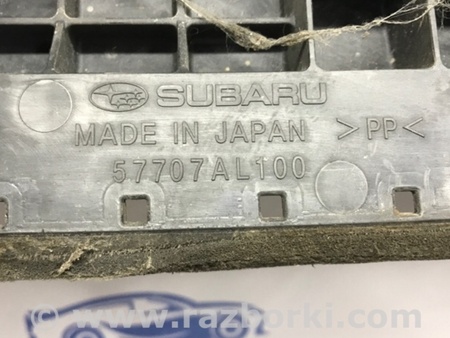 SUBARU
MADE IN JAPAN >PP<
57707AL100
www.razborki.com